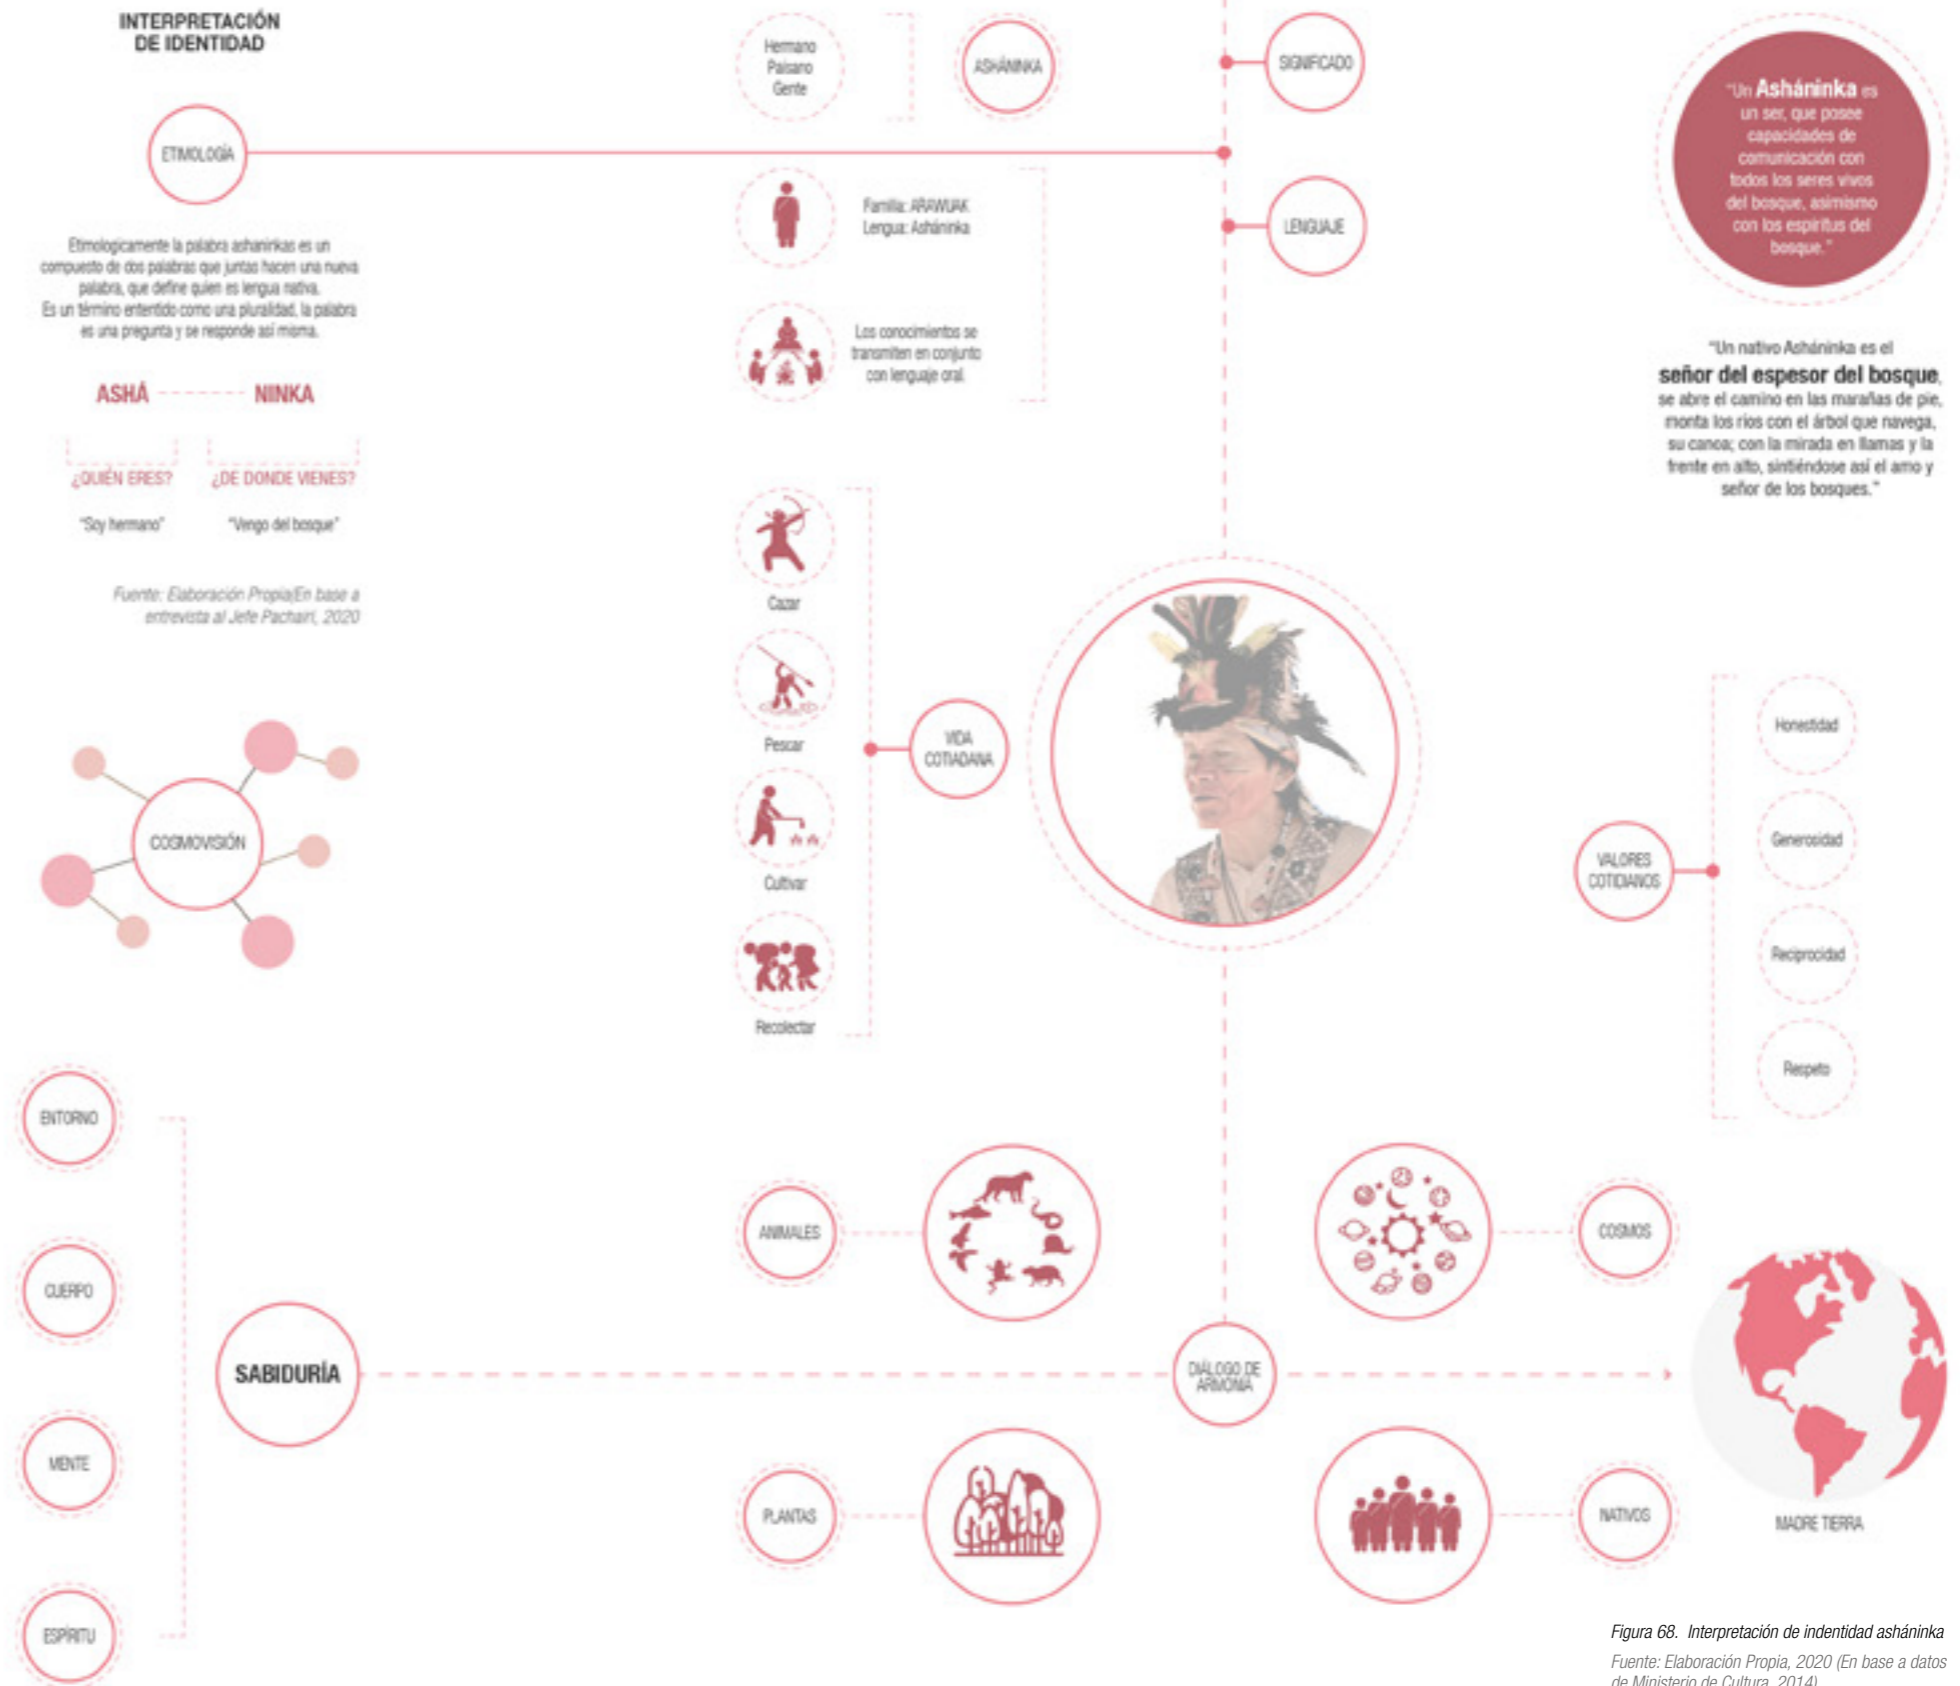 INTERPRETACIÓN
DE IDENTIDAD
ETIMOLOGÍA
Etimologicamente la palabra ashaninkas es un
compuesto de dos palabras que juntas hacen una nueva
palabra, que define quien es lengua nativa.
Es un término ententido como una pluralidad, la palabra
es una pregunta y se responde así misma.
ASHÁ
NINKA
¿QUIÉN ERES?
¿DE DONDE VIENES?
"Soy hermano"
"Vengo del bosque"
Fuente: Elaboración Propia(En base a
entrevista al Jefe Pachairi, 2020
COSMOVISIÓN
ENTORNO
CUERPO
MENTE
ESPÍRITU
SABIDURÍA
Hermano
Paisano
Gente
ASHÁNINKA
SIGNIFICADO
Familia: ARAWUAK
Lengua: Asháninka
Los conocimientos se
transmiten en conjunto
con lenguaje oral.
LENGUAJE
Cazar
Pescar
Cultivar
Recolectar
VIDA
COTIADANA
"Un Asháninka es
un ser, que posee
capacidades de
comunicación con
todos los seres vivos
del bosque, asimismo
con los espiritus del
bosque."
"Un nativo Asháninka es el
señor del espesor del bosque,
se abre el camino en las marañas de pie,
monta los rios con el árbol que navega,
su canoa; con la mirada en llamas y la
frente en alto, sintiéndose así el amo y
señor de los bosques."
VALORES
COTIDIANOS
Honestidad
Generosidad
Reciprocidad
Respeto
ANIMALES
COSMOS
DIÁLOGO DE
ARMONIA
PLANTAS
NATIVOS
MADRE TIERRA
Figura 68. Interpretación de indentidad asháninka
Fuente: Elaboración Propia, 2020 (En base a datos
de Ministerio de Cultura, 2014)